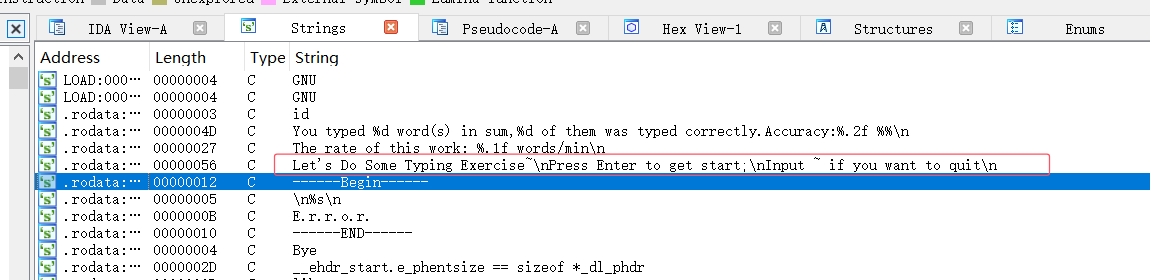 Instruction Data Unexplored External symbol Lumina function
IDA View-A Strings Pseudocode-A Hex View-1 Structures Enums
Address Length Type String
LOAD:000… 00000004 C GNU
LOAD:000… 00000004 C GNU
.rodata:… 00000003 C id
.rodata:… 0000004D C You typed %d word(s) in sum,%d of them was typed correctly.Accuracy:%.2f %%\n
.rodata:… 00000027 C The rate of this work: %.1f words/min\n
.rodata:… 00000056 C Let's Do Some Typing Exercise~\nPress Enter to get start;\nInput ~ if you want to quit\n
.rodata:… 00000012 C ------Begin------
.rodata:… 00000005 C \n%s\n
.rodata:… 0000000B C E.r.r.o.r.
.rodata:… 00000010 C ------END------
.rodata:… 00000004 C Bye
.rodata:… 0000002D C __ehdr_start.e_phentsize == sizeof *_dl_phdr